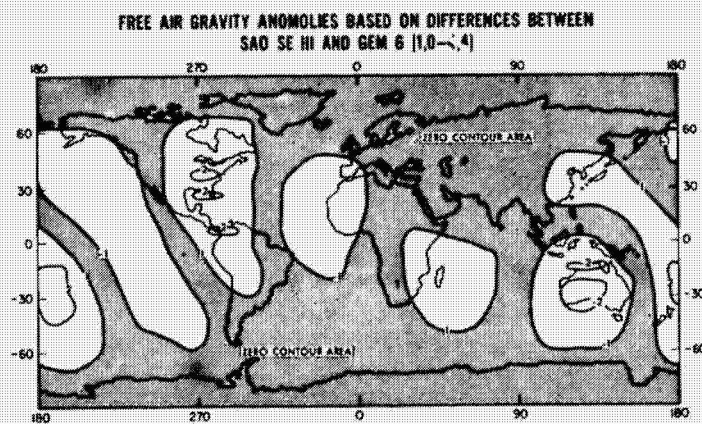 FREE AIR GRAVITY ANOMOLIES BASED ON DIFFERENCES BETWEEN
SAO SE III AND GEM 6
180 270 0 90 180
60 60
ZERO CONTOUR AREA
30 30
0 0
-30 -30
ZERO CONTOUR AREA
-60 -60
180 270 0 90 180